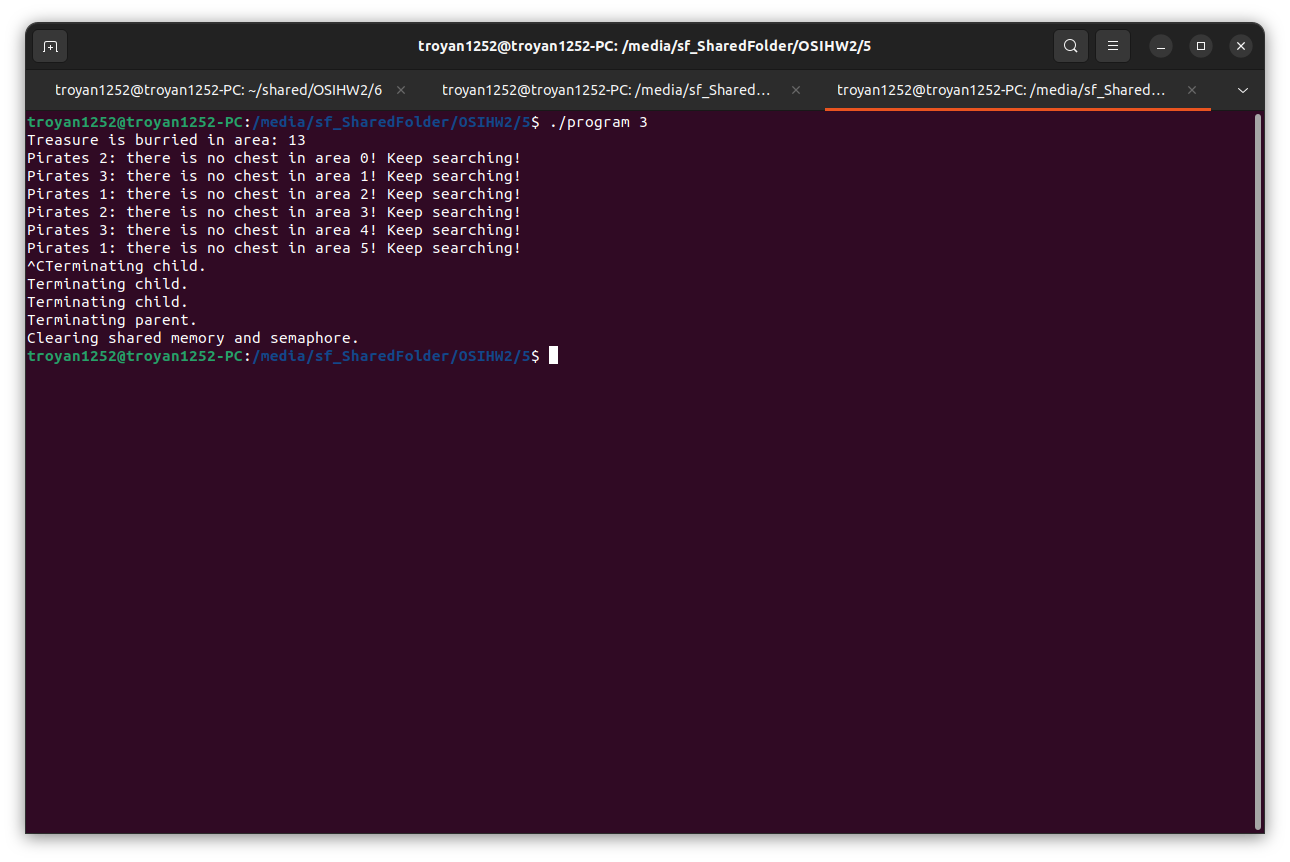 troyan1252@troyan1252-PC: /media/sf_SharedFolder/OSIHW2/5
troyan1252@troyan1252-PC: ~/shared/OSIHW2/6
troyan1252@troyan1252-PC: /media/sf_Shared...
troyan1252@troyan1252-PC: /media/sf_Shared...
troyan1252@troyan1252-PC:/media/sf_SharedFolder/OSIHW2/5$ ./program 3
Treasure is burried in area: 13
Pirates 2: there is no chest in area 0! Keep searching!
Pirates 3: there is no chest in area 1! Keep searching!
Pirates 1: there is no chest in area 2! Keep searching!
Pirates 2: there is no chest in area 3! Keep searching!
Pirates 3: there is no chest in area 4! Keep searching!
Pirates 1: there is no chest in area 5! Keep searching!
^CTerminating child.
Terminating child.
Terminating child.
Terminating parent.
Clearing shared memory and semaphore.
troyan1252@troyan1252-PC:/media/sf_SharedFolder/OSIHW2/5$